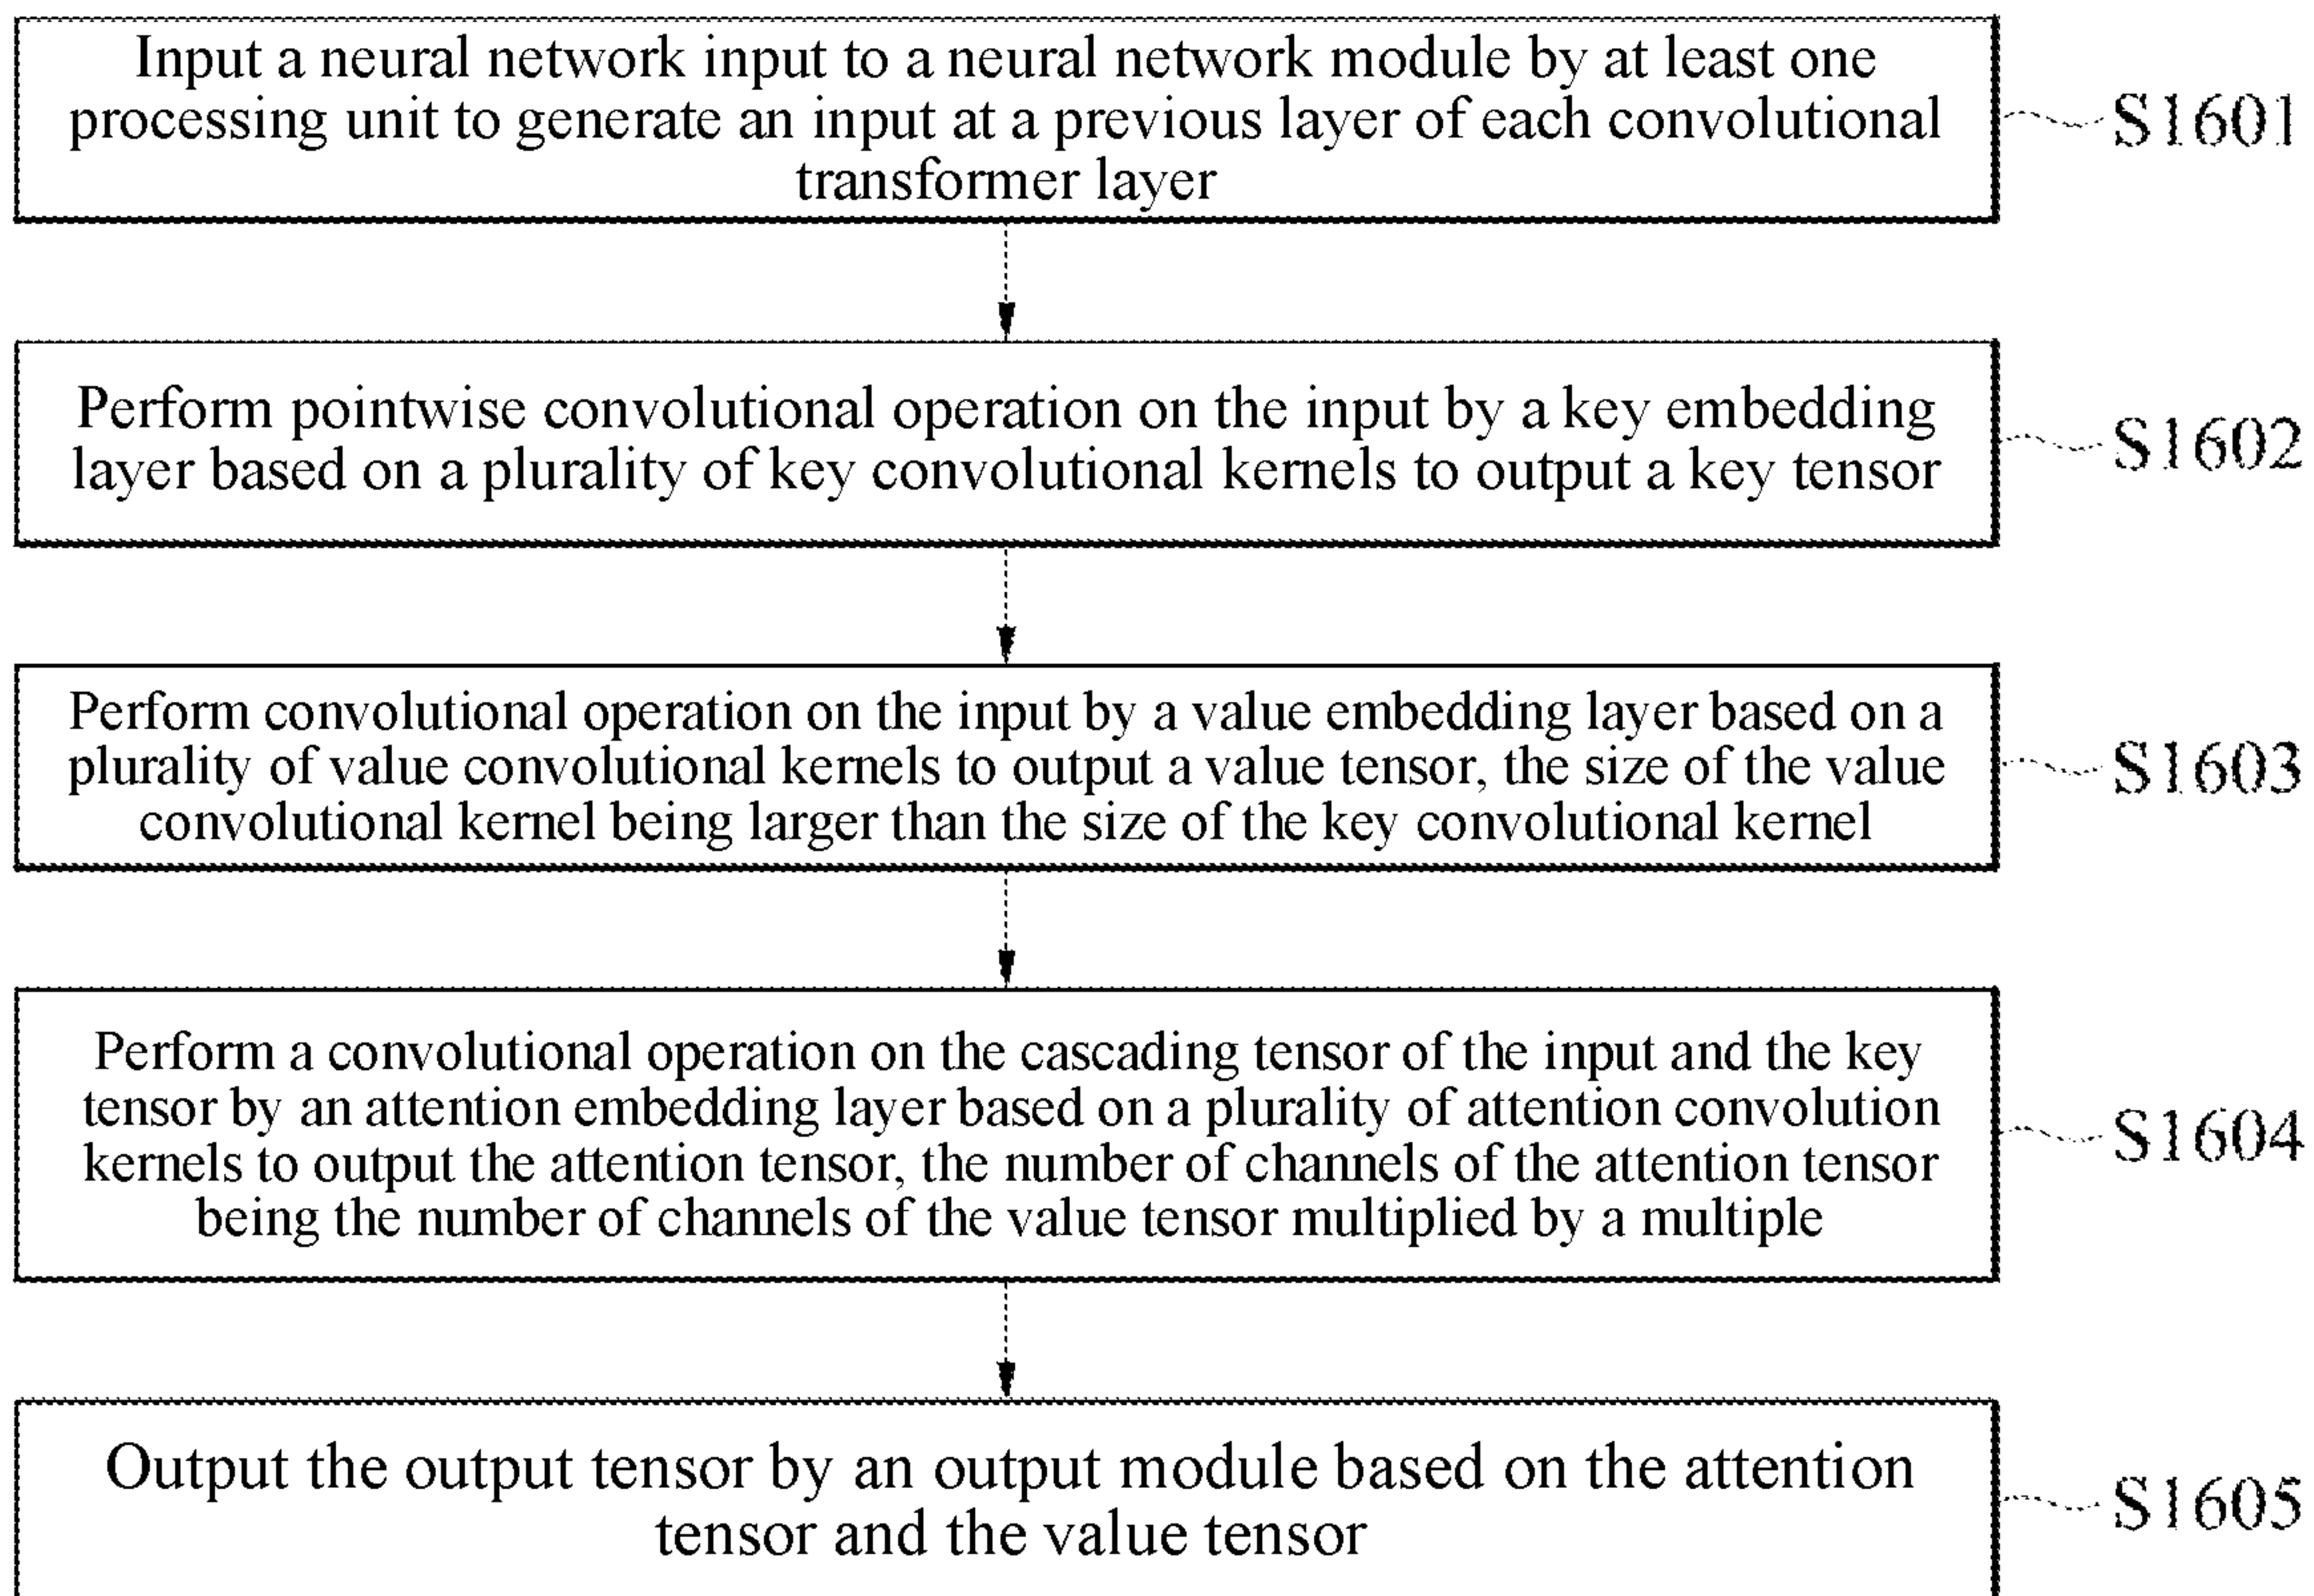 Input a neural network input to a neural network module by at least one
processing unit to generate an input at a previous layer of each convolutional
transformer layer
S1601
Perform pointwise convolutional operation on the input by a key embedding
layer based on a plurality of key convolutional kernels to output a key tensor
S1602
Perform convolutional operation on the input by a value embedding layer based on a
plurality of value convolutional kernels to output a value tensor, the size of the value
convolutional kernel being larger than the size of the key convolutional kernel
S1603
Perform a convolutional operation on the cascading tensor of the input and the key
tensor by an attention embedding layer based on a plurality of attention convolution
kernels to output the attention tensor, the number of channels of the attention tensor
being the number of channels of the value tensor multiplied by a multiple
S1604
Output the output tensor by an output module based on the attention
tensor and the value tensor
S1605